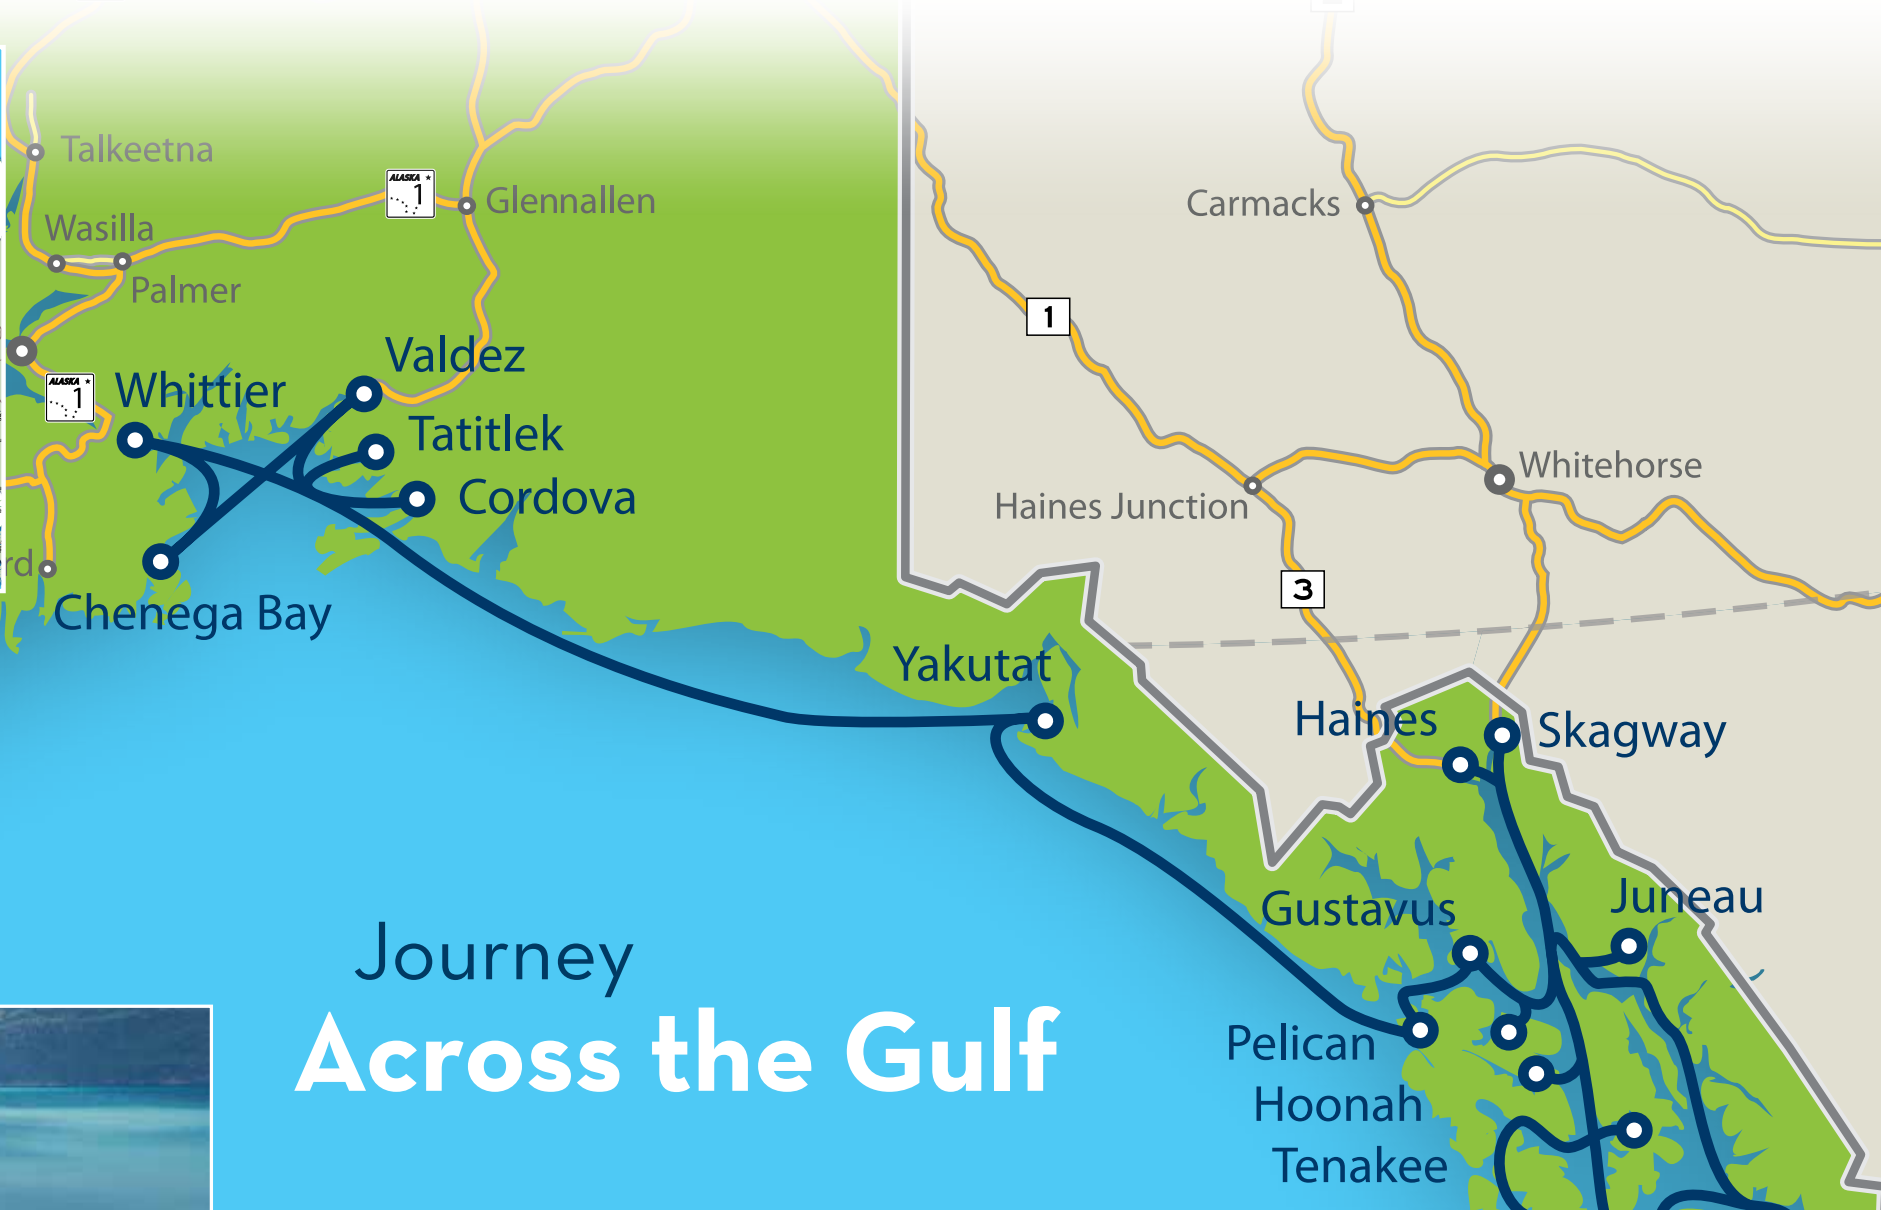 Talkeetna
ALASKA
1
Glennallen
Carmacks
Wasilla
Palmer
1
Valdez
ALASKA
1
Whittier
Tatitlek
Cordova
Whitehorse
Haines Junction
rd
3
Chenega Bay
Yakutat
Haines
Skagway
Gustavus
Juneau
Journey
Across the Gulf
Pelican
Hoonah
Tenakee